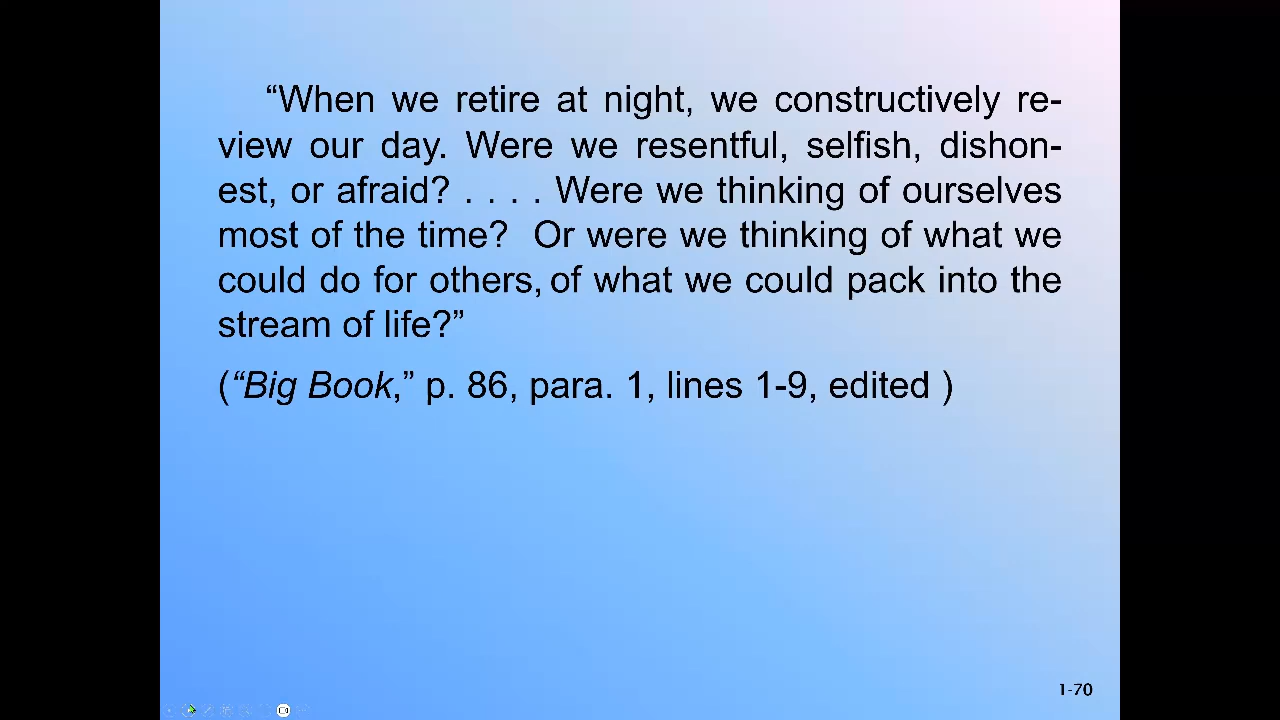 “When we retire at night, we constructively re-
view our day. Were we resentful, selfish, dishon-
est, or afraid? . . . . Were we thinking of ourselves
most of the time?  Or were we thinking of what we
could do for others, of what we could pack into the
stream of life?”
(“Big Book,” p. 86, para. 1, lines 1-9, edited )
1-70